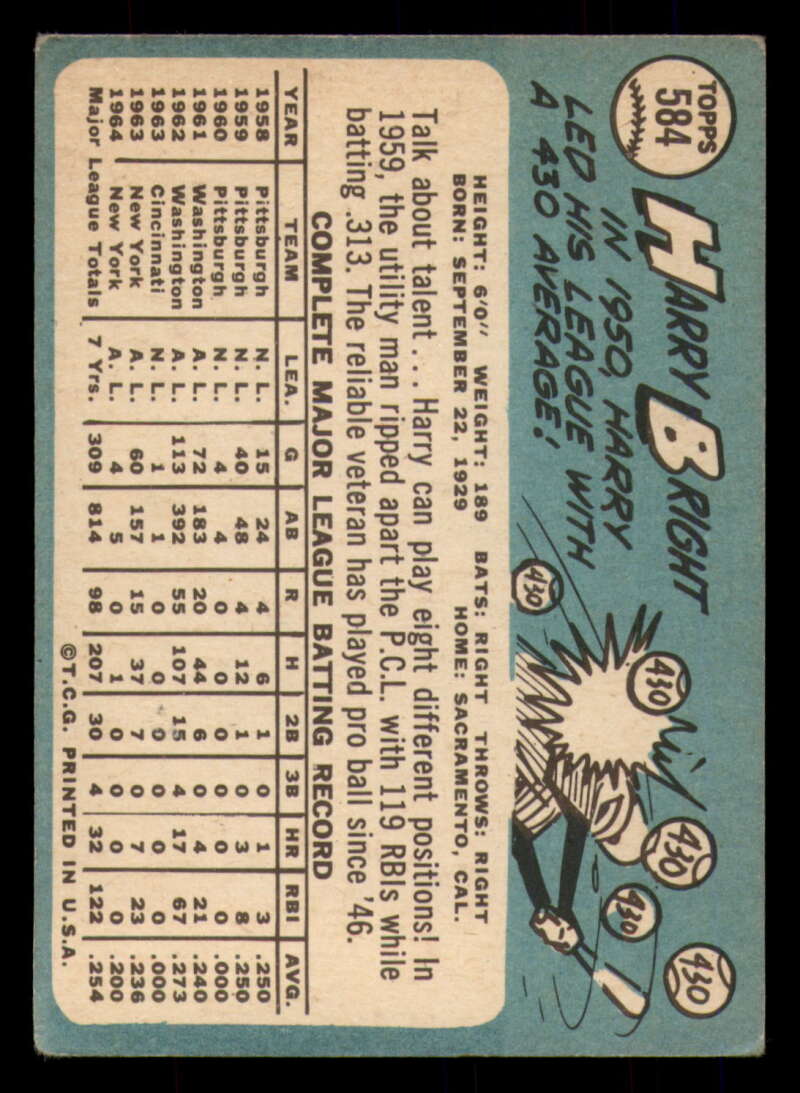 TOPPS
584
HARRY BRIGHT
IN 1950, HARRY
LED HIS LEAGUE WITH
A 430 AVERAGE!
430
430
430
430
430
HEIGHT: 6'0" WEIGHT: 189 BATS: RIGHT THROWS: RIGHT
BORN: SEPTEMBER 22, 1929 HOME: SACRAMENTO, CAL.
Talk about talent... Harry can play eight different positions! In
1959, the utility man ripped apart the P.C.L. with 119 RBIs while
batting .313. The reliable veteran has played pro ball since '46.
COMPLETE MAJOR LEAGUE BATTING RECORD
YEAR TEAM LEA. G AB R H 2B 3B HR RBI AVG.
1958 Pittsburgh N. L. 15 24 4 6 1 0 1 3 .250
1959 Pittsburgh N. L. 40 48 4 12 1 0 3 8 .250
1960 Pittsburgh N. L. 4 4 0 0 0 0 0 0 .000
1961 Washington A. L. 72 183 20 44 6 0 4 21 .240
1962 Washington A. L. 113 392 55 107 15 4 17 67 .273
1963 Cincinnati N. L. 1 1 0 0 0 0 0 0 .000
1963 New York A. L. 60 157 15 37 7 0 7 23 .236
1964 New York A. L. 4 5 0 1 0 0 0 0 .200
Major League Totals 7 Yrs. 309 814 98 207 30 4 32 122 .254
©T.C.G. PRINTED IN U.S.A.